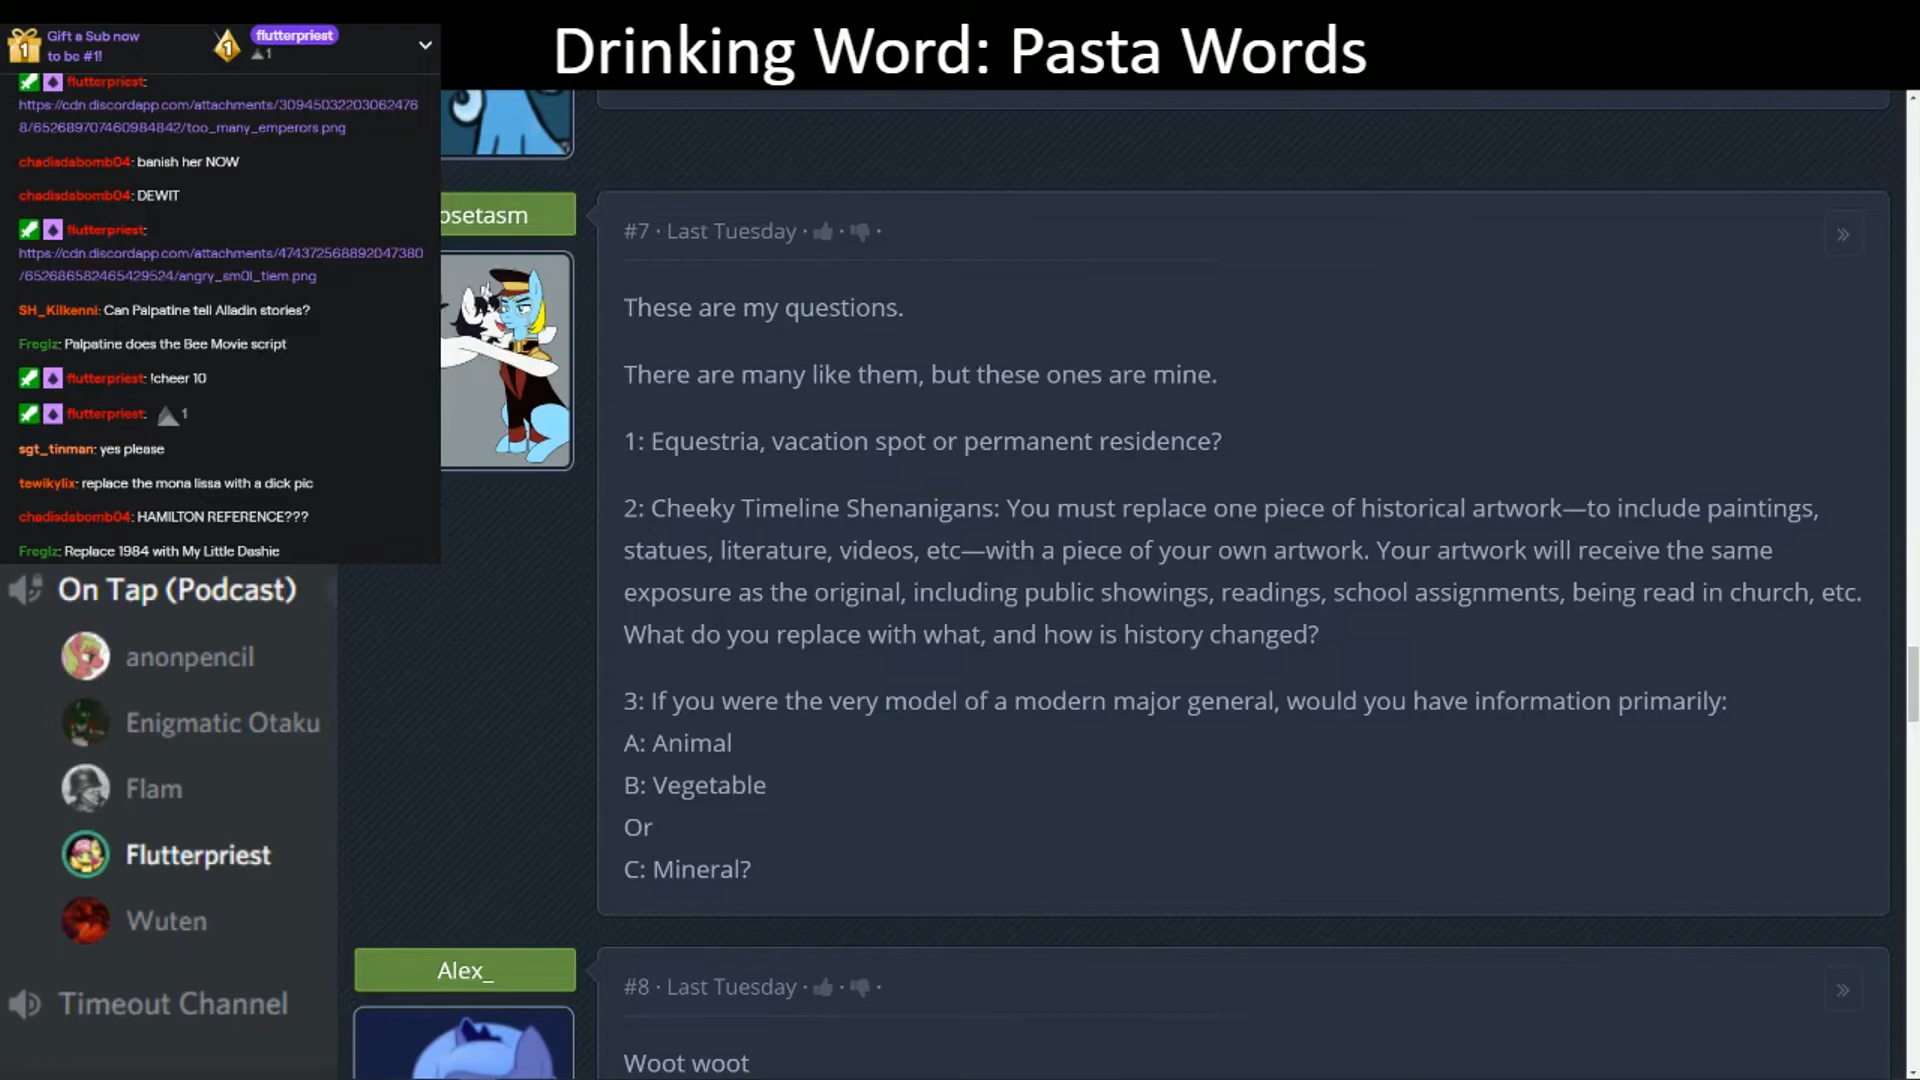 Drinking Word: Pasta Words
Gift a Sub now
to be #1!
1
1
flutterpriest
1
flutterpriest:
https://cdn.discordapp.com/attachments/30945032203062476
8/652689707460984842/too_many_emperors.png
chadisdabomb04: banish her NOW
chadisdabomb04: DEWIT
flutterpriest:
https://cdn.discordapp.com/attachments/474372568892047380
/652686582465429524/angry_sm0l_tiem.png
SH_Kilkenni: Can Palpatine tell Alladin stories?
Freglz: Palpatine does the Bee Movie script
flutterpriest: !cheer 10
flutterpriest: 1
sgt_tinman: yes please
tewikylix: replace the mona lissa with a dick pic
chadisdabomb04: HAMILTON REFERENCE???
Freglz: Replace 1984 with My Little Dashie
On Tap (Podcast)
anonpencil
Enigmatic Otaku
Flam
Flutterpriest
Wuten
Timeout Channel
osetasm
#7 · Last Tuesday · · ·
These are my questions.
There are many like them, but these ones are mine.
1: Equestria, vacation spot or permanent residence?
2: Cheeky Timeline Shenanigans: You must replace one piece of historical artwork—to include paintings,
statues, literature, videos, etc—with a piece of your own artwork. Your artwork will receive the same
exposure as the original, including public showings, readings, school assignments, being read in church, etc.
What do you replace with what, and how is history changed?
3: If you were the very model of a modern major general, would you have information primarily:
A: Animal
B: Vegetable
Or
C: Mineral?
Alex_
#8 · Last Tuesday · · ·
Woot woot